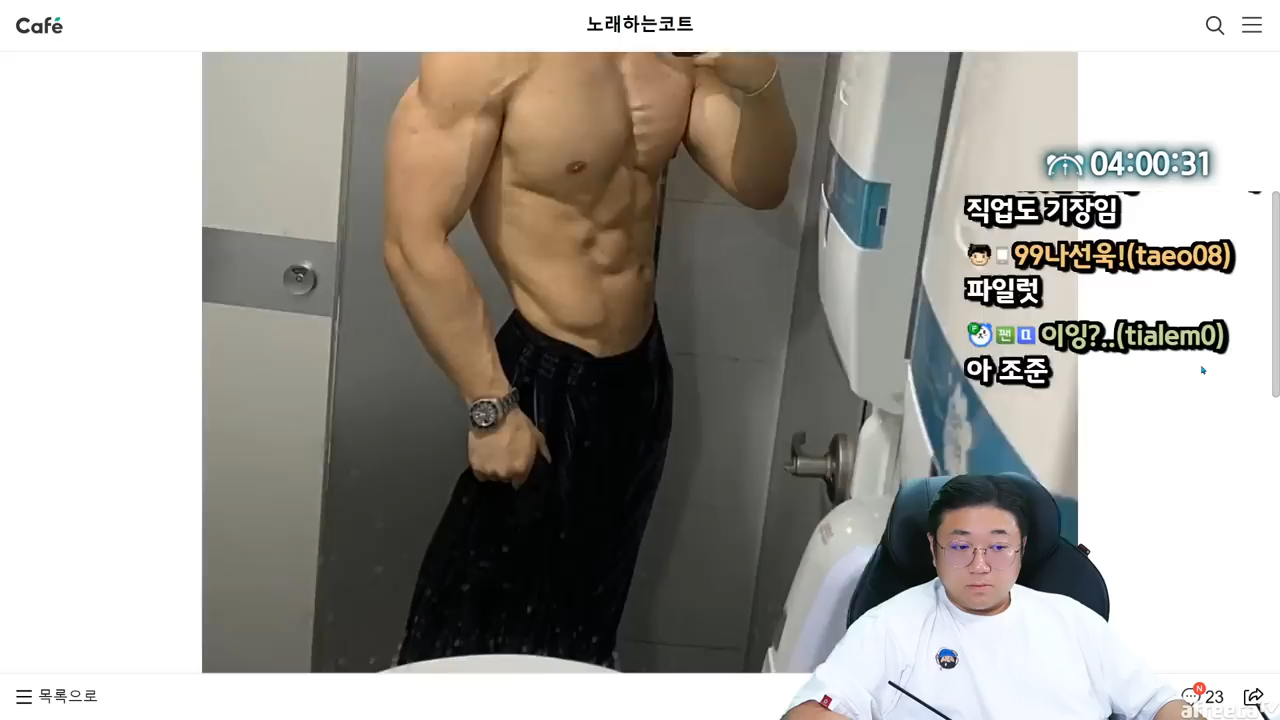 Café
노래하는코트
04:00:31
직업도 기장임
99나선욱!(taeo08)
파일럿
팬 n 이잉?..(tialem0)
아 조준
목록으로
N
23
afreecaTV